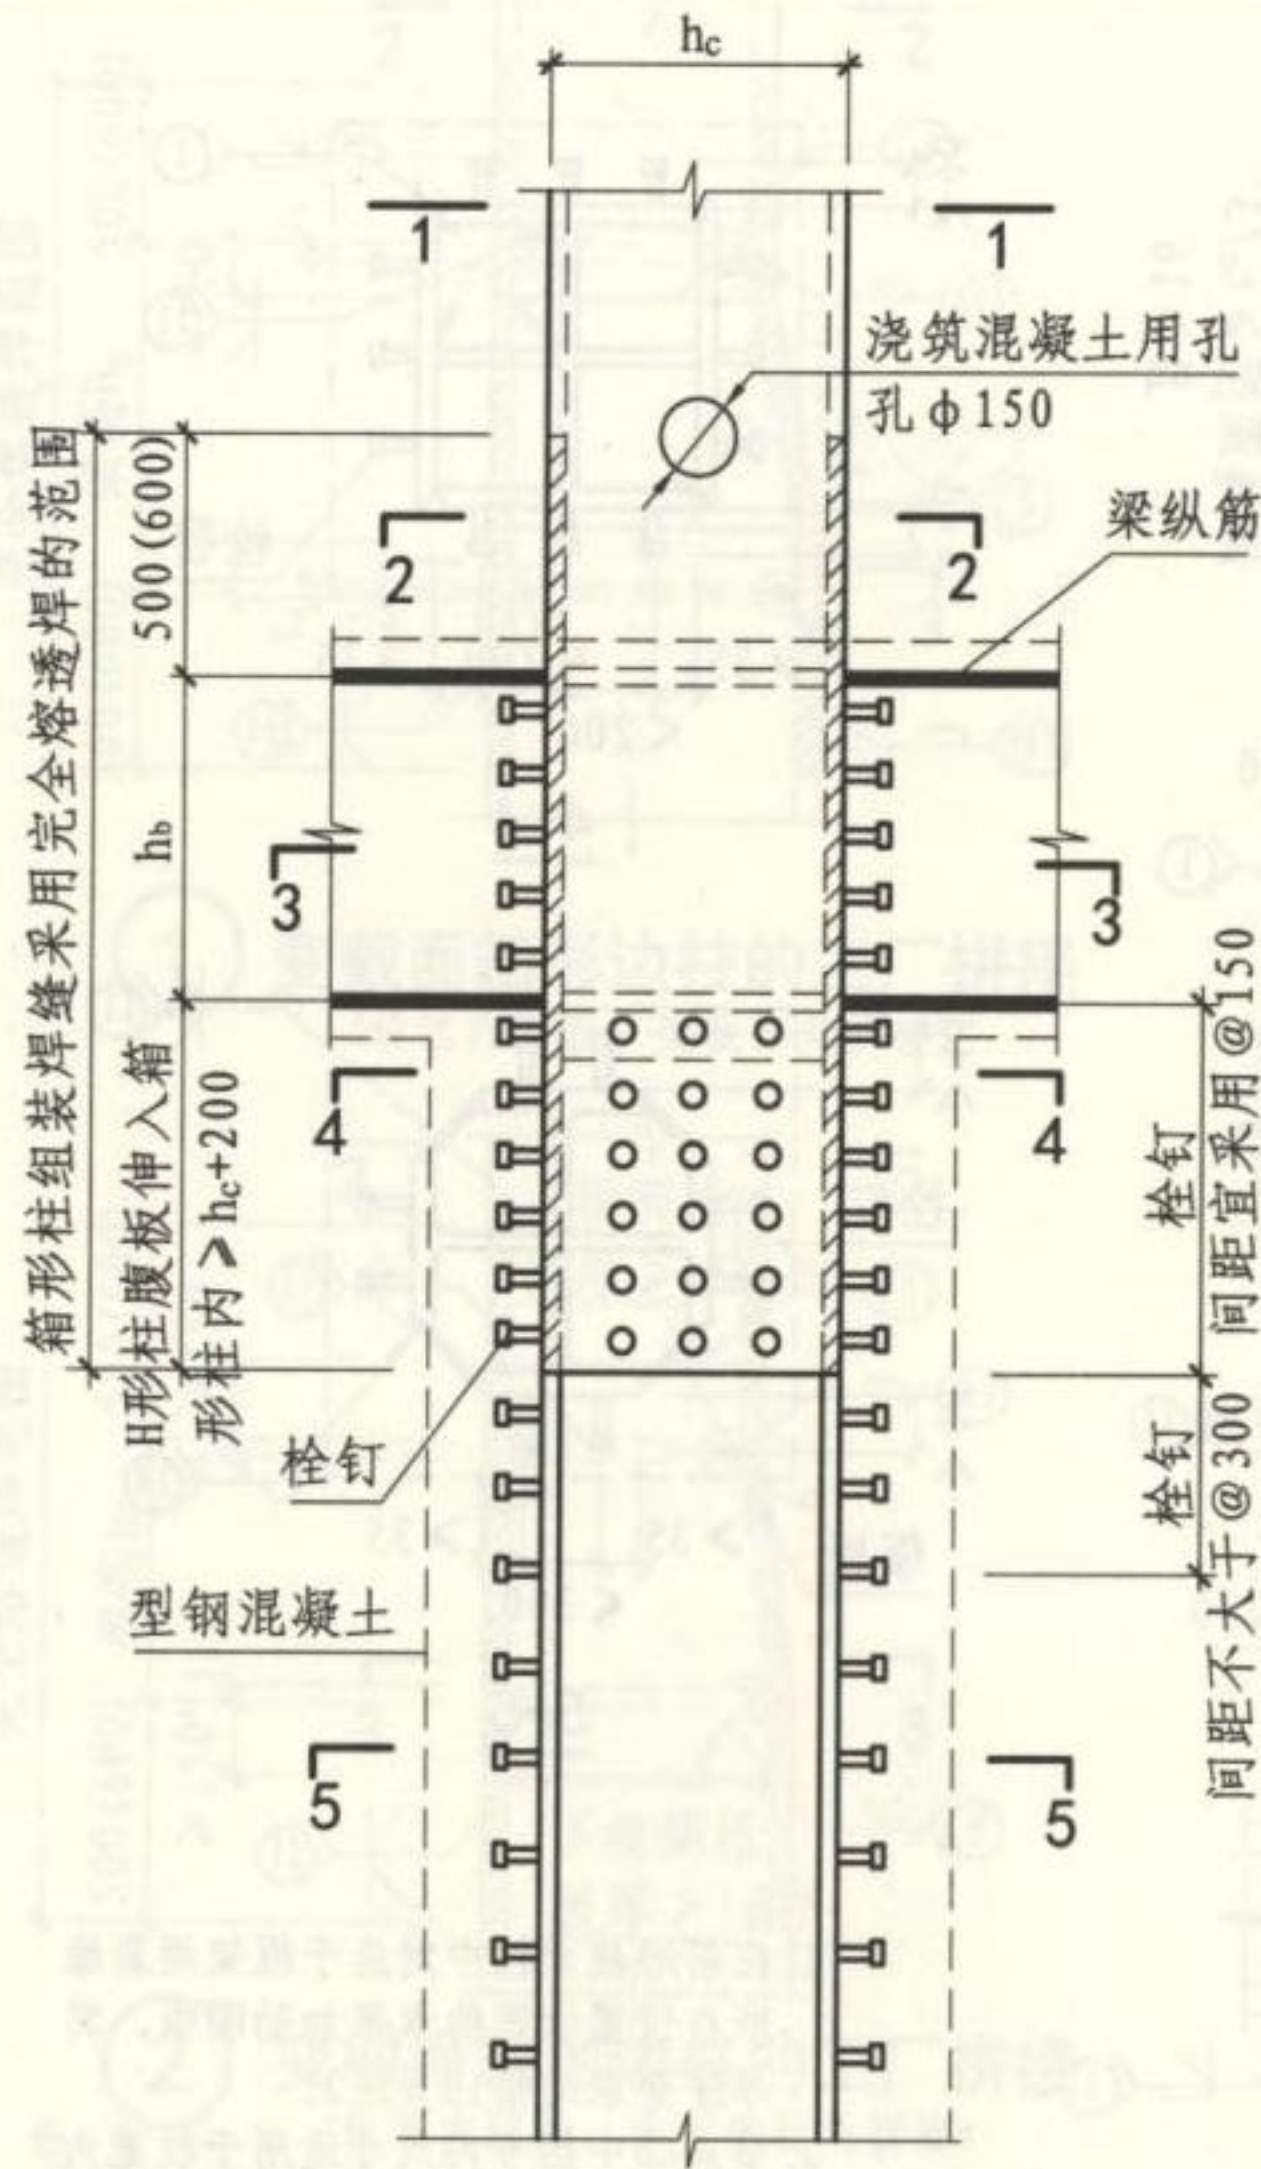 hc
1
1
浇筑混凝土用孔
孔ϕ150
梁纵筋
2
2
箱形柱组装焊缝采用完全熔透焊的范围
500(600)
hb
3
3
H形柱腹板伸入箱
形柱内≥hc+200
4
4
栓钉
间距宜采用@150
栓钉
间距不大于@300
栓钉
型钢混凝土
5
5